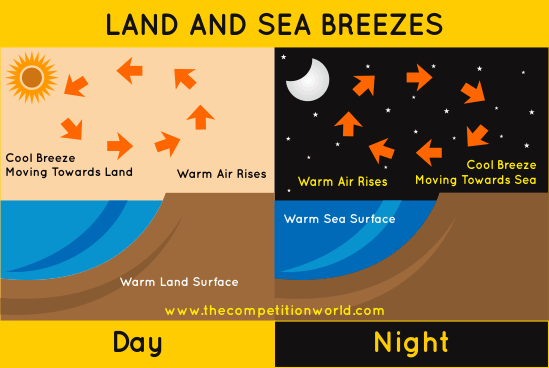 LAND AND SEA BREEZES
Cool Breeze
Moving Towards Land
Warm Air Rises
Warm Land Surface
Warm Air Rises
Cool Breeze
Moving Towards Sea
Warm Sea Surface
www.thecompetitionworld.com
Day
Night